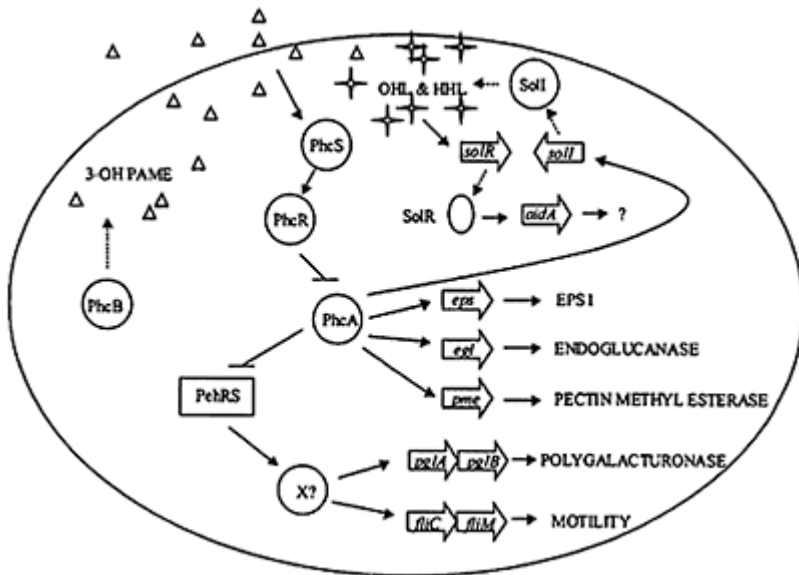 SolI
OHL & HHL
PhcS
solR
solI
3-OH PAME
PhcR
SolR
aidA
?
PhcB
PhcA
eps
EPS I
egl
ENDOGLUCANASE
PehRS
pme
PECTIN METHYL ESTERASE
pglA
pglB
POLYGALACTURONASE
X?
fliC
fliM
MOTILITY